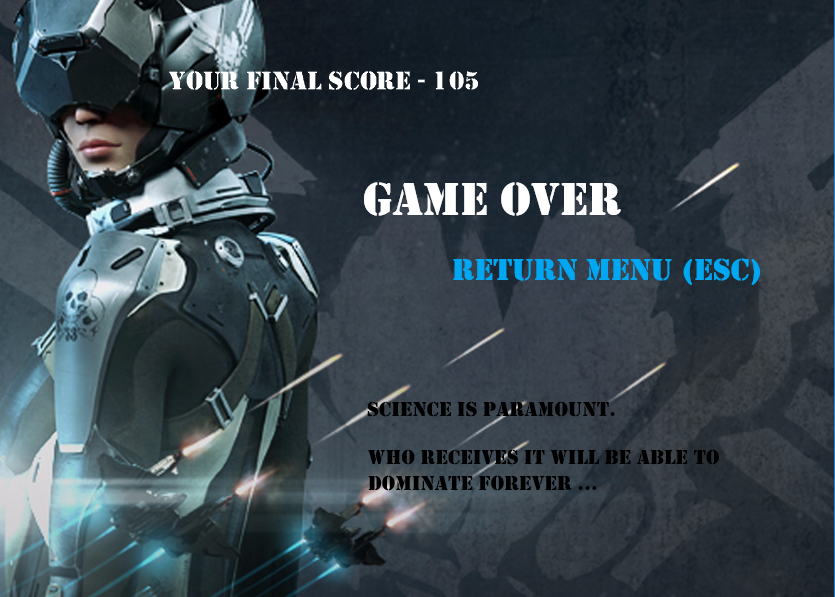 YOUR FINAL SCORE - 105
GAME OVER
RETURN MENU (ESC)
SCIENCE IS PARAMOUNT.
WHO RECEIVES IT WILL BE ABLE TO
DOMINATE FOREVER ...